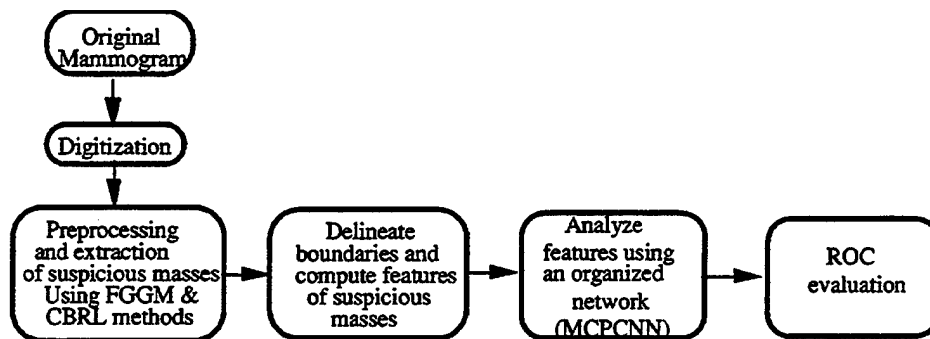 Original
Mammogram
Digitization
Preprocessing
and extraction
of suspicious masses
Using FGGM &
CBRL methods
Delineate
boundaries and
compute features
of suspicious
masses
Analyze
features using
an organized
network
(MCPCNN)
ROC
evaluation